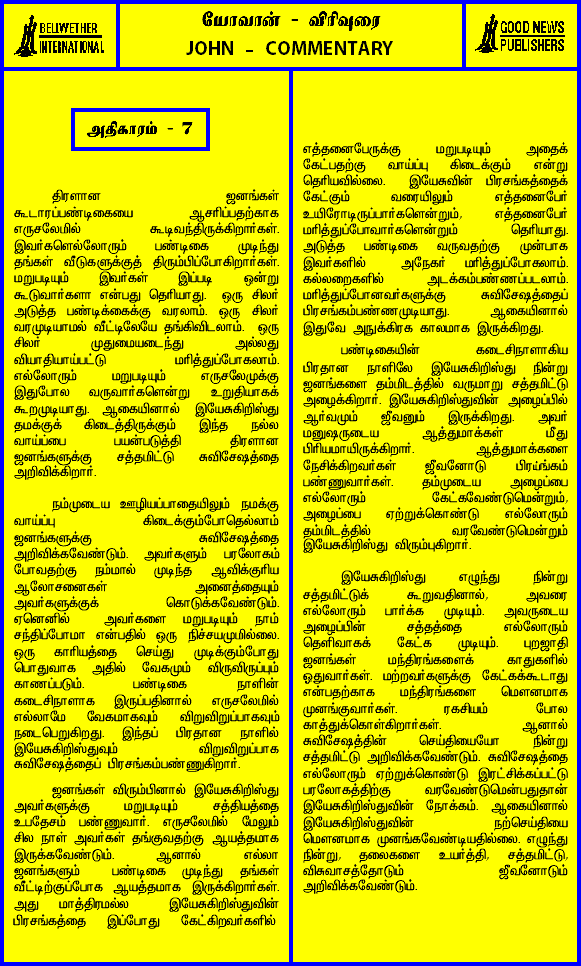 BELWETHER
INTERNATIONAL
யோவான் - விரிவுரை
JOHN - COMMENTARY
GOOD NEWS
PUBLISHERS
அதிகாரம் - 7
திரளான ஜனங்கள்
கூடாரப்பண்டிகையை ஆசரிப்பதற்காக
எருசலேமில் கூடிவந்திருக்கிறார்கள்.
இவர்களெல்லோரும் பண்டிகை முடிந்து
தங்கள் வீடுகளுக்குத் திரும்பிப்போகிறார்கள்.
மறுபடியும் இவர்கள் இப்படி ஒன்று
கூடுவார்களா என்பது தெரியாது. ஒரு சிலர்
அடுத்த பண்டிக்கைக்கு வரலாம். ஒரு சிலர்
வரமுடியாமல் வீட்டிலேயே தங்கிவிடலாம். ஒரு
சிலர் முதுமையடைந்து அல்லது
வியாதியாய்பட்டு மரித்துப்போகலாம்.
எல்லோரும் மறுபடியும் எருசலேமுக்கு
இதுபோல வருவார்களென்று உறுதியாகக்
கூறமுடியாது. ஆகையினால் இயேசுகிறிஸ்து
தமக்குக் கிடைத்திருக்கும் இந்த நல்ல
வாய்ப்பை பயன்படுத்தி திரளான
ஜனங்களுக்கு சத்தமிட்டு சுவிசேஷத்தை
அறிவிக்கிறார்.
நம்முடைய ஊழியப்பாதையிலும் நமக்கு
வாய்ப்பு கிடைக்கும்போதெல்லாம்
ஜனங்களுக்கு சுவிசேஷத்தை
அறிவிக்கவேண்டும். அவர்களும் பரலோகம்
போவதற்கு நம்மால் முடிந்த ஆவிக்குரிய
ஆலோசனைகள் அனைத்தையும்
அவர்களுக்குக் கொடுக்கவேண்டும்.
ஏனெனில் அவர்களை மறுபடியும் நாம்
சந்திப்போமா என்பதில் ஒரு நிச்சயமுமில்லை.
ஒரு காரியத்தை செய்து முடிக்கும்போது
பொதுவாக அதில் வேகமும் விருவிருப்பும்
காணப்படும். பண்டிகை நாளின்
கடைசிநாளாக இருப்பதினால் எருசலேமில்
எல்லாமே வேகமாகவும் விறுவிறுப்பாகவும்
நடைபெறுகிறது. இந்தப் பிரதான நாளில்
இயேசுகிறிஸ்துவும் விறுவிறுப்பாக
சுவிசேஷத்தைப் பிரசங்கம்பண்ணுகிறார்.
ஜனங்கள் விரும்பினால் இயேசுகிறிஸ்து
அவர்களுக்கு மறுபடியும் சத்தியத்தை
உபதேசம் பண்ணுவார். எருசலேமில் மேலும்
சில நாள் அவர்கள் தங்குவதற்கு ஆயத்தமாக
இருக்கவேண்டும். ஆனால் எல்லா
ஜனங்களும் பண்டிகை முடிந்து தங்கள்
வீட்டிற்குப்போக ஆயத்தமாக இருக்கிறார்கள்.
அது மாத்திரமல்ல இயேசுகிறிஸ்துவின்
பிரசங்கத்தை இப்போது கேட்கிறவர்களில்
எத்தனைபேருக்கு மறுபடியும் அதைக்
கேட்பதற்கு வாய்ப்பு கிடைக்கும் என்று
தெரியவில்லை. இயேசுவின் பிரசங்கத்தைக்
கேட்கும் வரையிலும் எத்தனைபேர்
உயிரோடிருப்பார்களென்றும், எத்தனைபேர்
மரித்துப்போவார்களென்றும் தெரியாது.
அடுத்த பண்டிகை வருவதற்கு முன்பாக
இவர்களில் அநேகர் மரித்துப்போகலாம்.
கல்லறைகளில் அடக்கம்பண்ணப்படலாம்.
மரித்துபோனவர்களுக்கு சுவிசேஷத்தைப்
பிரசங்கம்பண்ணமுடியாது. ஆகையினால்
இதுவே அநுக்கிரக காலமாக இருக்கிறது.
பண்டிகையின் கடைசிநாளாகிய
பிரதான நாளிலே இயேசுகிறிஸ்து நின்று
ஜனங்களை தம்மிடத்தில் வருமாறு சத்தமிட்டு
அழைக்கிறார். இயேசுகிறிஸ்துவின் அழைப்பில்
ஆர்வமும் ஜீவனும் இருக்கிறது. அவர்
மனுஷருடைய ஆத்துமாக்கள் மீது
பிரியமாயிருக்கிறார். ஆத்துமாக்களை
நேசிக்கிறவர்கள் ஜீவனோடு பிரய்ங்கம்
பண்ணுவார்கள். தம்முடைய அழைப்பை
எல்லோரும் கேட்கவேண்டுமென்றும்,
அழைப்பை ஏற்றுக்கொண்டு எல்லோரும்
தம்மிடத்தில் வரவேண்டுமென்றும்
இயேசுகிறிஸ்து விரும்புகிறார்.
இயேசுகிறிஸ்து எழுந்து நின்று
சத்தமிட்டுக் கூறுவதினால், அவரை
எல்லோரும் பார்க்க முடியும். அவருடைய
அழைப்பின் சத்தத்தை எல்லோரும்
தெளிவாகக் கேட்க முடியும். புறஜாதி
ஜனங்கள் மந்திரங்களைக் காதுகளில்
ஓதுவார்கள். மற்றவர்களுக்கு கேட்கக்கூடாது
என்பதற்காக மந்திரங்களை மௌனமாக
முனங்குவார்கள். ரகசியம் போல
காத்துக்கொள்கிறார்கள். ஆனால்
சுவிசேஷத்தின் செய்தியையோ நின்று
சத்தமிட்டு அறிவிக்கவேண்டும். சுவிசேஷத்தை
எல்லோரும் ஏற்றுக்கொண்டு இரட்சிக்கப்பட்டு
பரலோகத்திற்கு வரவேண்டுமென்பதுதான்
இயேசுகிறிஸ்துவின் நோக்கம். ஆகையினால்
இயேசுகிறிஸ்துவின் நற்செய்தியை
மௌனமாக முனங்கவேண்டியதில்லை. எழுந்து
நின்று, தலைகளை உயர்த்தி, சத்தமிட்டு,
விசுவாசத்தோடும் ஜீவனோடும்
அறிவிக்கவேண்டும்.